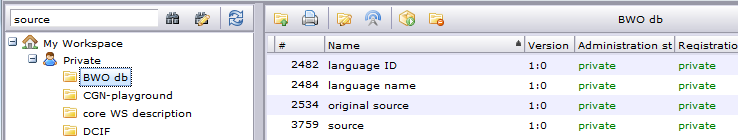 source
My Workspace
Private
BWO db
CGN-playground
core WS description
DCIF
BWO db
# Name Version Administration st Registration
2482 language ID 1:0 private private
2484 language name 1:0 private private
2534 original source 1:0 private private
3759 source 1:0 private private